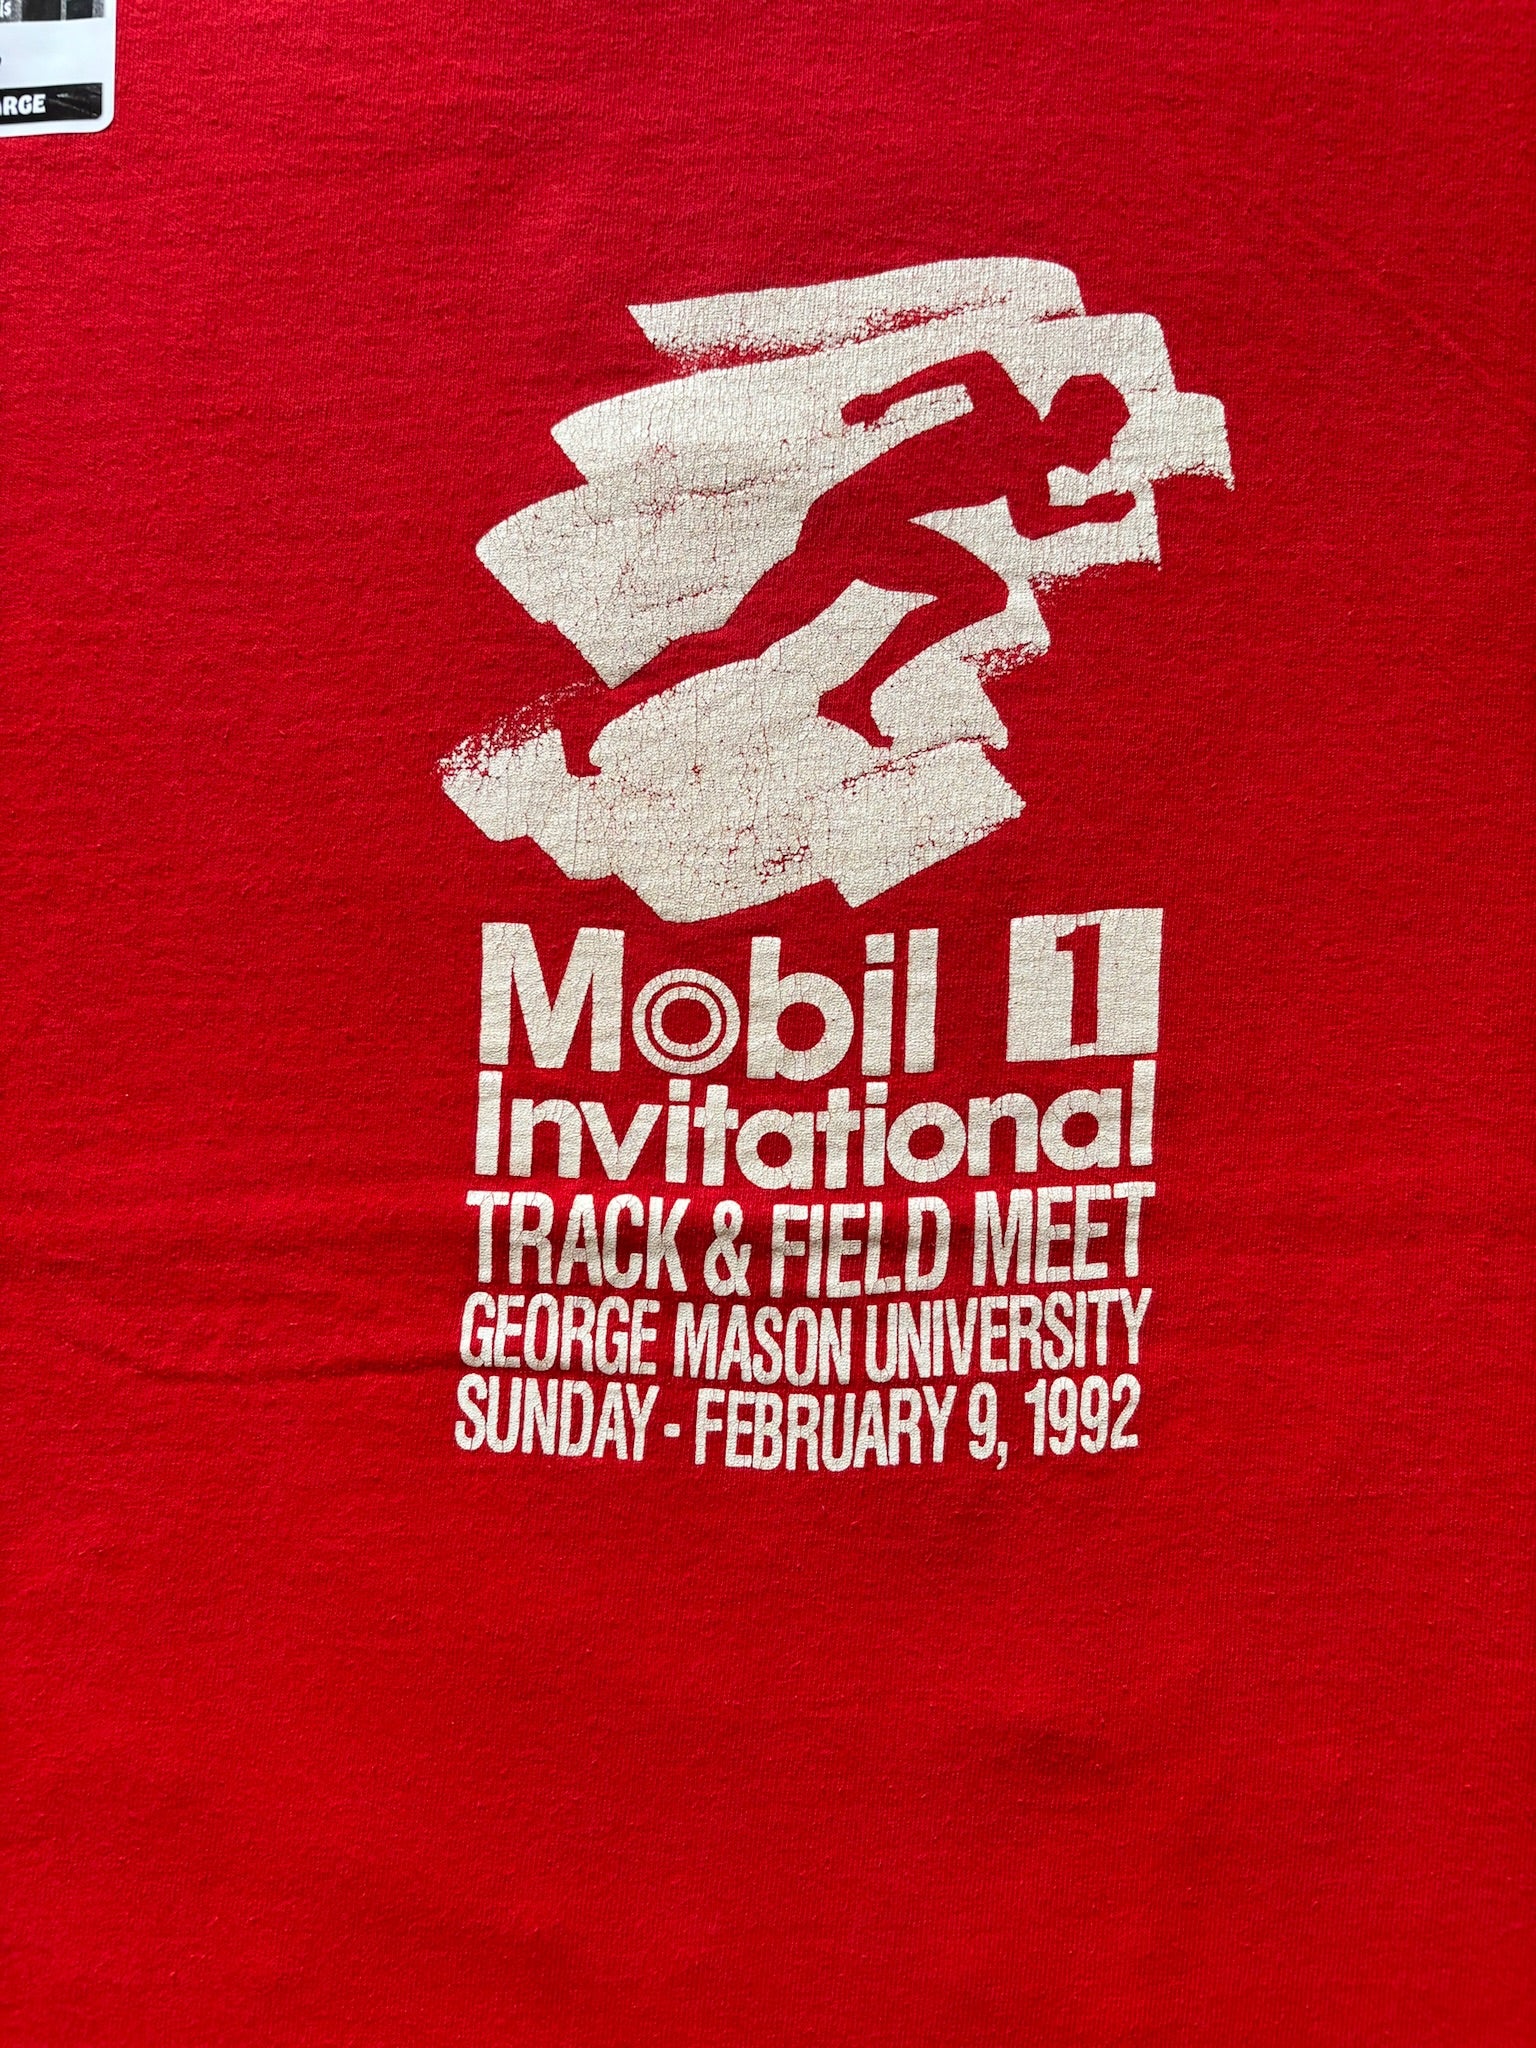 Mobil 1
Invitational
TRACK & FIELD MEET
GEORGE MASON UNIVERSITY
SUNDAY - FEBRUARY 9, 1992